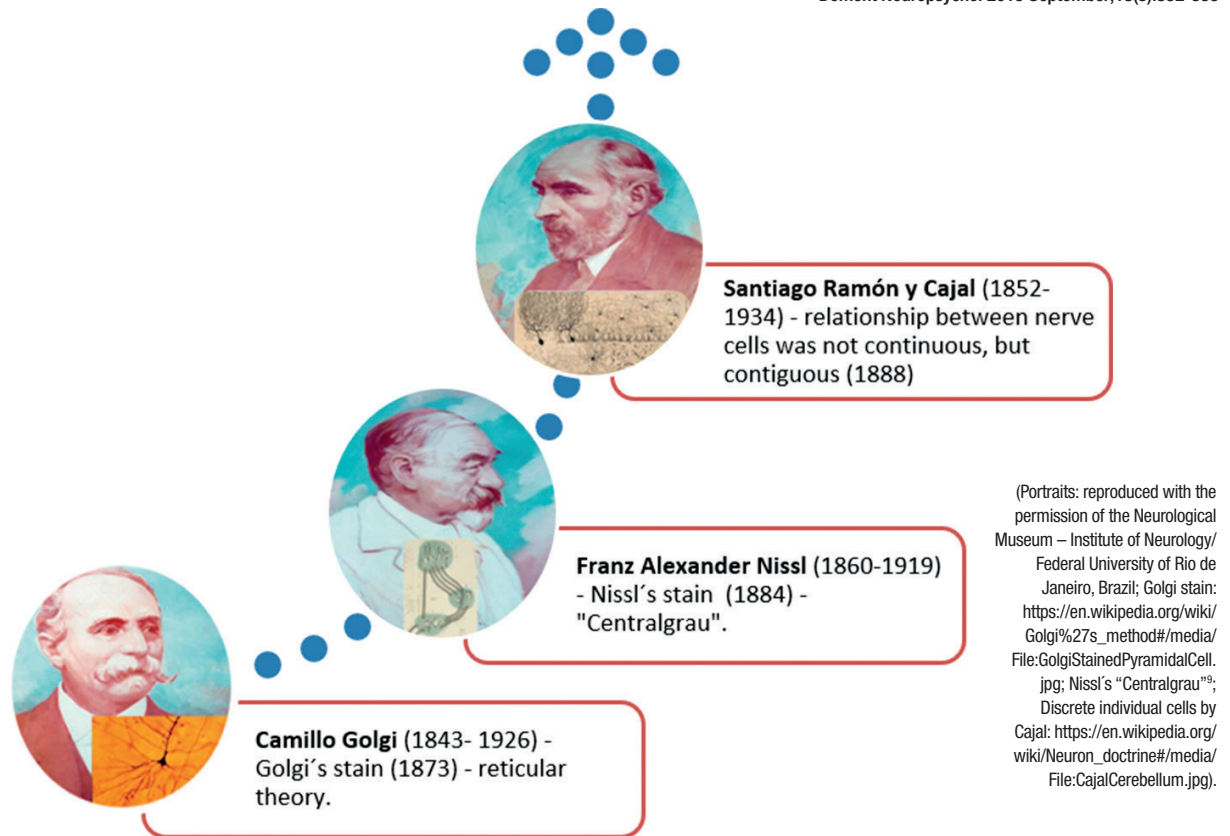 Santiago Ramón y Cajal (1852-
1934) - relationship between nerve
cells was not continuous, but
contiguous (1888)
Franz Alexander Nissl (1860-1919)
- Nissl´s stain  (1884) -
"Centralgrau".
Camillo Golgi (1843- 1926) -
Golgi´s stain (1873) - reticular
theory.
(Portraits: reproduced with the
permission of the Neurological
Museum – Institute of Neurology/
Federal University of Rio de
Janeiro, Brazil; Golgi stain:
https://en.wikipedia.org/wiki/
Golgi%27s_method#/media/
File:GolgiStainedPyramidalCell.
jpg; Nissl´s “Centralgrau”⁹;
Discrete individual cells by
Cajal: https://en.wikipedia.org/
wiki/Neuron_doctrine#/media/
File:CajalCerebellum.jpg).